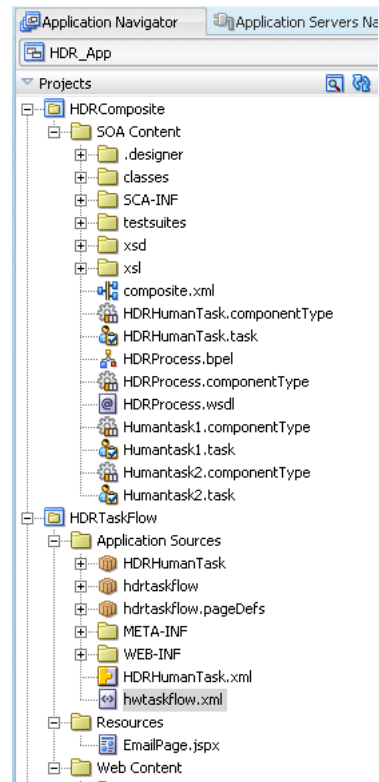 Application Navigator
Application Servers Na
HDR_App
Projects
HDRComposite
SOA Content
.designer
classes
SCA-INF
testsuites
xsd
xsl
composite.xml
HDRHumanTask.componentType
HDRHumanTask.task
HDRProcess.bpel
HDRProcess.componentType
HDRProcess.wsdl
Humantask1.componentType
Humantask1.task
Humantask2.componentType
Humantask2.task
HDRTaskFlow
Application Sources
HDRHumanTask
hdrtaskflow
hdrtaskflow.pageDefs
META-INF
WEB-INF
HDRHumanTask.xml
hwtaskflow.xml
Resources
EmailPage.jspx
Web Content